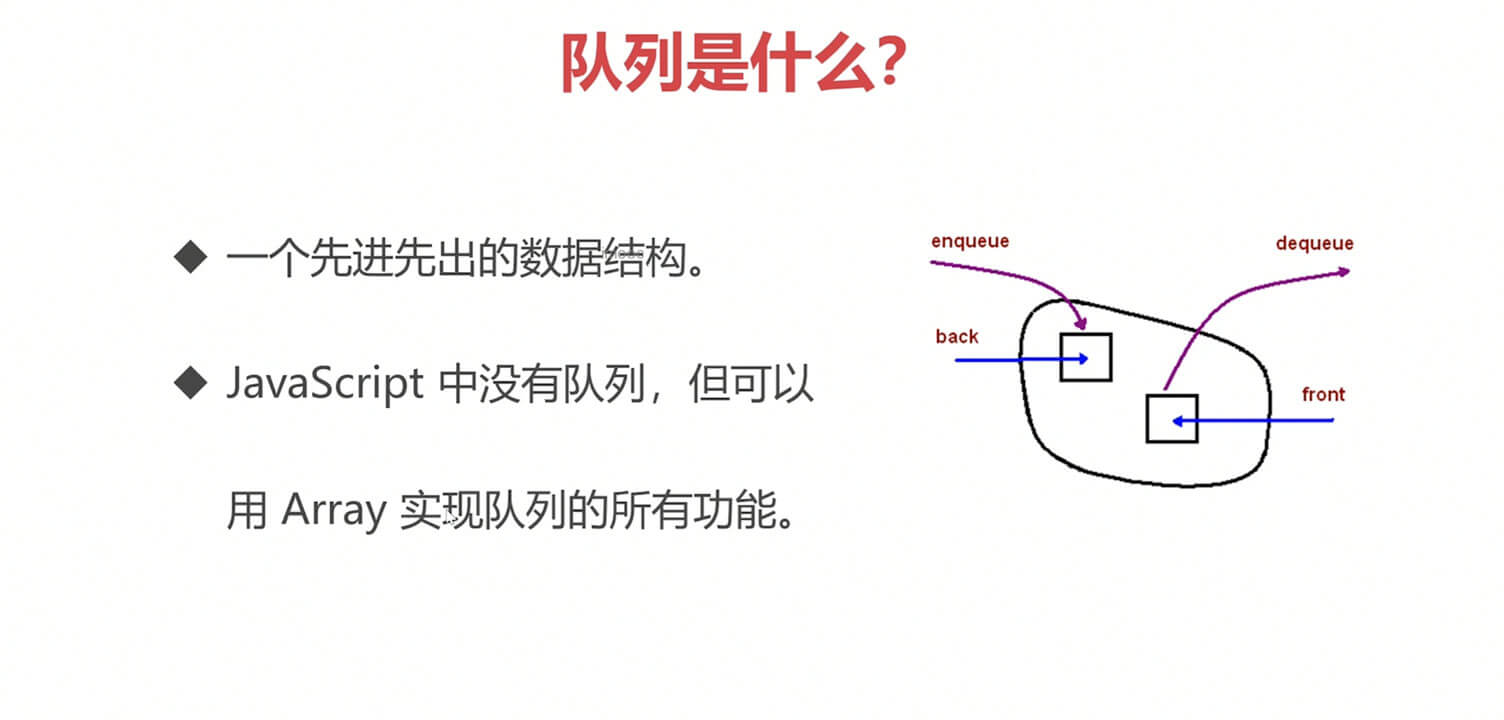 队列是什么？
一个先进先出的数据结构。
JavaScript 中没有队列，但可以
用 Array 实现队列的所有功能。
enqueue
dequeue
back
front